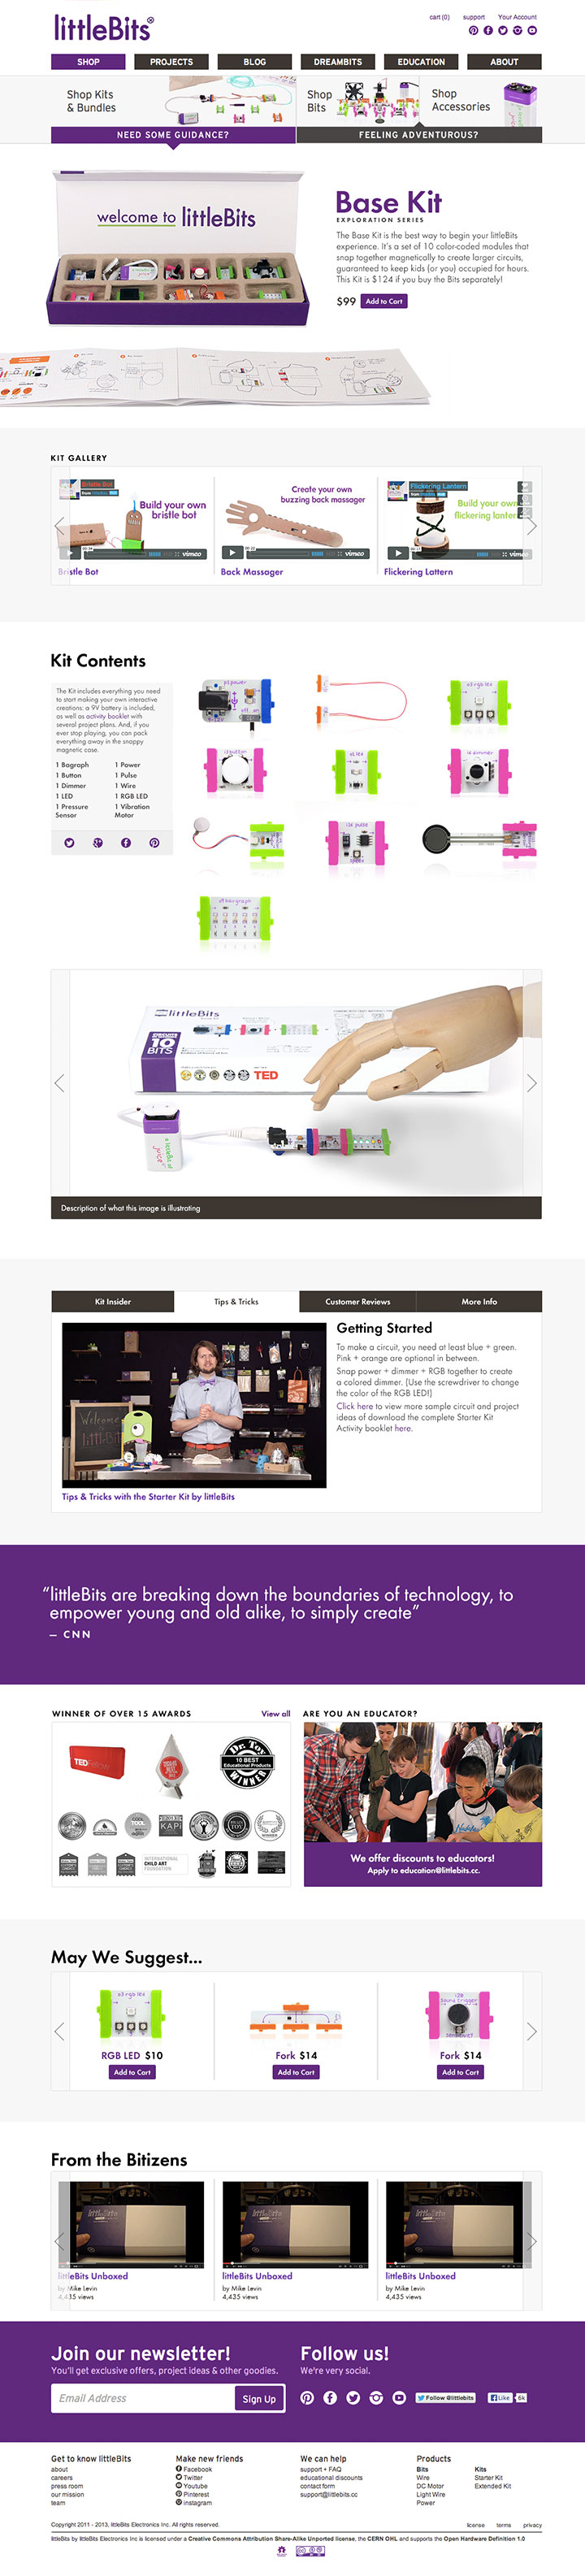 littleBits®
cart (0) support Your Account
SHOP PROJECTS BLOG DREAMBITS EDUCATION ABOUT
Shop Kits
& Bundles
Shop
Bits
Shop
Accessories
NEED SOME GUIDANCE?
FEELING ADVENTUROUS?
welcome to littleBits
Base Kit
EXPLORATION SERIES
The Base Kit is the best way to begin your littleBits
experience. It's a set of 10 color-coded modules that
snap together magnetically to create larger circuits,
guaranteed to keep kids (or you) occupied for hours.
This Kit is $124 if you buy the Bits separately!
$99 Add to Cart
KIT GALLERY
Bristle Bot
Build your own
bristle bot
vimeo
Bristle Bot
Create your own
buzzing back massager
vimeo
Back Massager
Flickering Lantern
Build your own
flickering lantern
vimeo
Flickering Lattern
Kit Contents
The Kit includes everything you need
to start making your own interactive
creations: a 9V battery is included,
as well as activity booklet with
several project plans. And, if you
ever stop playing, you can pack
everything away in the snappy
magnetic case.
1 Bagraph 1 Power
1 Button 1 Pulse
1 Dimmer 1 Wire
1 LED 1 RGB LED
1 Pressure
Sensor
1 Vibration
Motor
littleBits
10
BITS
TED
Description of what this image is illustrating
Kit Insider Tips & Tricks Customer Reviews More Info
Welcome
Getting Started
To make a circuit, you need at least blue + green.
Pink + orange are optional in between.
Snap power + dimmer + RGB together to create
a colored dimmer. (Use the screwdriver to change
the color of the RGB LED!)
Click here to view more sample circuit and project
ideas of download the complete Starter Kit
Activity booklet here.
Tips & Tricks with the Starter Kit by littleBits
“littleBits are breaking down the boundaries of technology, to
empower young and old alike, to simply create”
— CNN
WINNER OF OVER 15 AWARDS View all
TED
Dr. Toy
10 BEST
Educational Products
WINNER
KAPi
INTERNATIONAL
CHILD ART
FOUNDATION
ARE YOU AN EDUCATOR?
We offer discounts to educators!
Apply to education@littlebits.cc.
May We Suggest...
RGB LED $10
Add to Cart
Fork $14
Add to Cart
Fork $14
Add to Cart
From the Bitizens
littleBits Unboxed
by Mike Levin
4,435 views
littleBits Unboxed
by Mike Levin
4,435 views
littleBits Unboxed
by Mike Levin
4,435 views
Join our newsletter!
You'll get exclusive offers, project ideas & other goodies.
Email Address Sign Up
Follow us!
We're very social.
Follow @littlebits Like 6k
Get to know littleBits
about
careers
press room
our mission
team
Make new friends
Facebook
Twitter
Youtube
Pinterest
instagram
We can help
support + FAQ
educational discounts
contact form
support@littlebits.cc
Products
Bits
Wire
DC Motor
Light Wire
Power
Kits
Starter Kit
Extended Kit
Copyright 2011 - 2013, littleBits Electronics Inc. All rights reserved.
license terms privacy
littleBits by littleBits Electronics Inc is licensed under a Creative Commons Attribution Share-Alike Unported license, the CERN OHL and supports the Open Hardware Definition 1.0